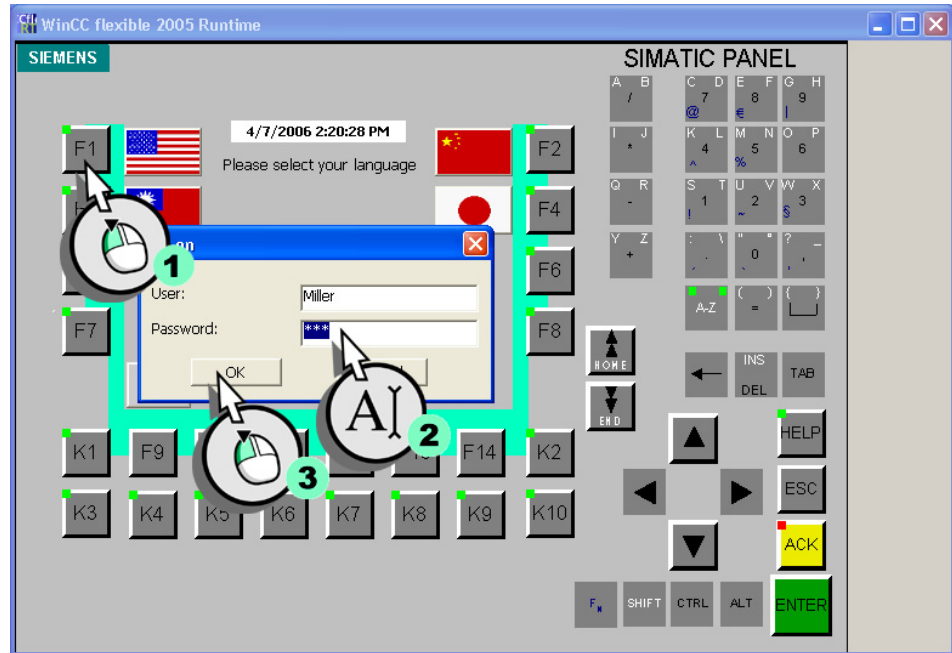 WinCC flexible 2005 Runtime
SIEMENS
SIMATIC PANEL
4/7/2006 2:20:28 PM
Please select your language
F1
F2
F4
F6
F7
F8
on
User:
Miller
Password:
***
OK
1
2
3
K1
F9
F14
K2
K3
K4
K5
K6
K7
K8
K9
K10
A B
/
C D
7
@
E F
8
€
G H
9
|
I J
*
K L
4
^
M N
5
%
O P
6
Q R
-
S T
1
!
U V
2
~
W X
3
§
Y Z
+
: \
.
" °
0
? _
,
A-Z
( )
=
{ }
HOME
END
←
INS
DEL
TAB
HELP
ESC
ACK
FN
SHIFT
CTRL
ALT
ENTER